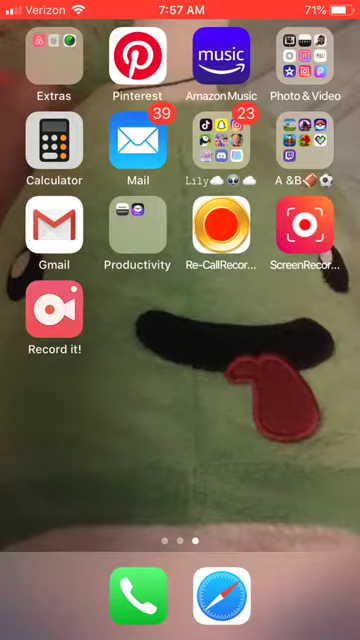 Verizon 7:57 AM 71%
music
39 23
Extras Pinterest Amazon Music Photo & Video
Calculator Mail Lily☁️👽☁️ A &B🏈⚽
Gmail Productivity Re-CallRecor... ScreenRecor...
Record it!